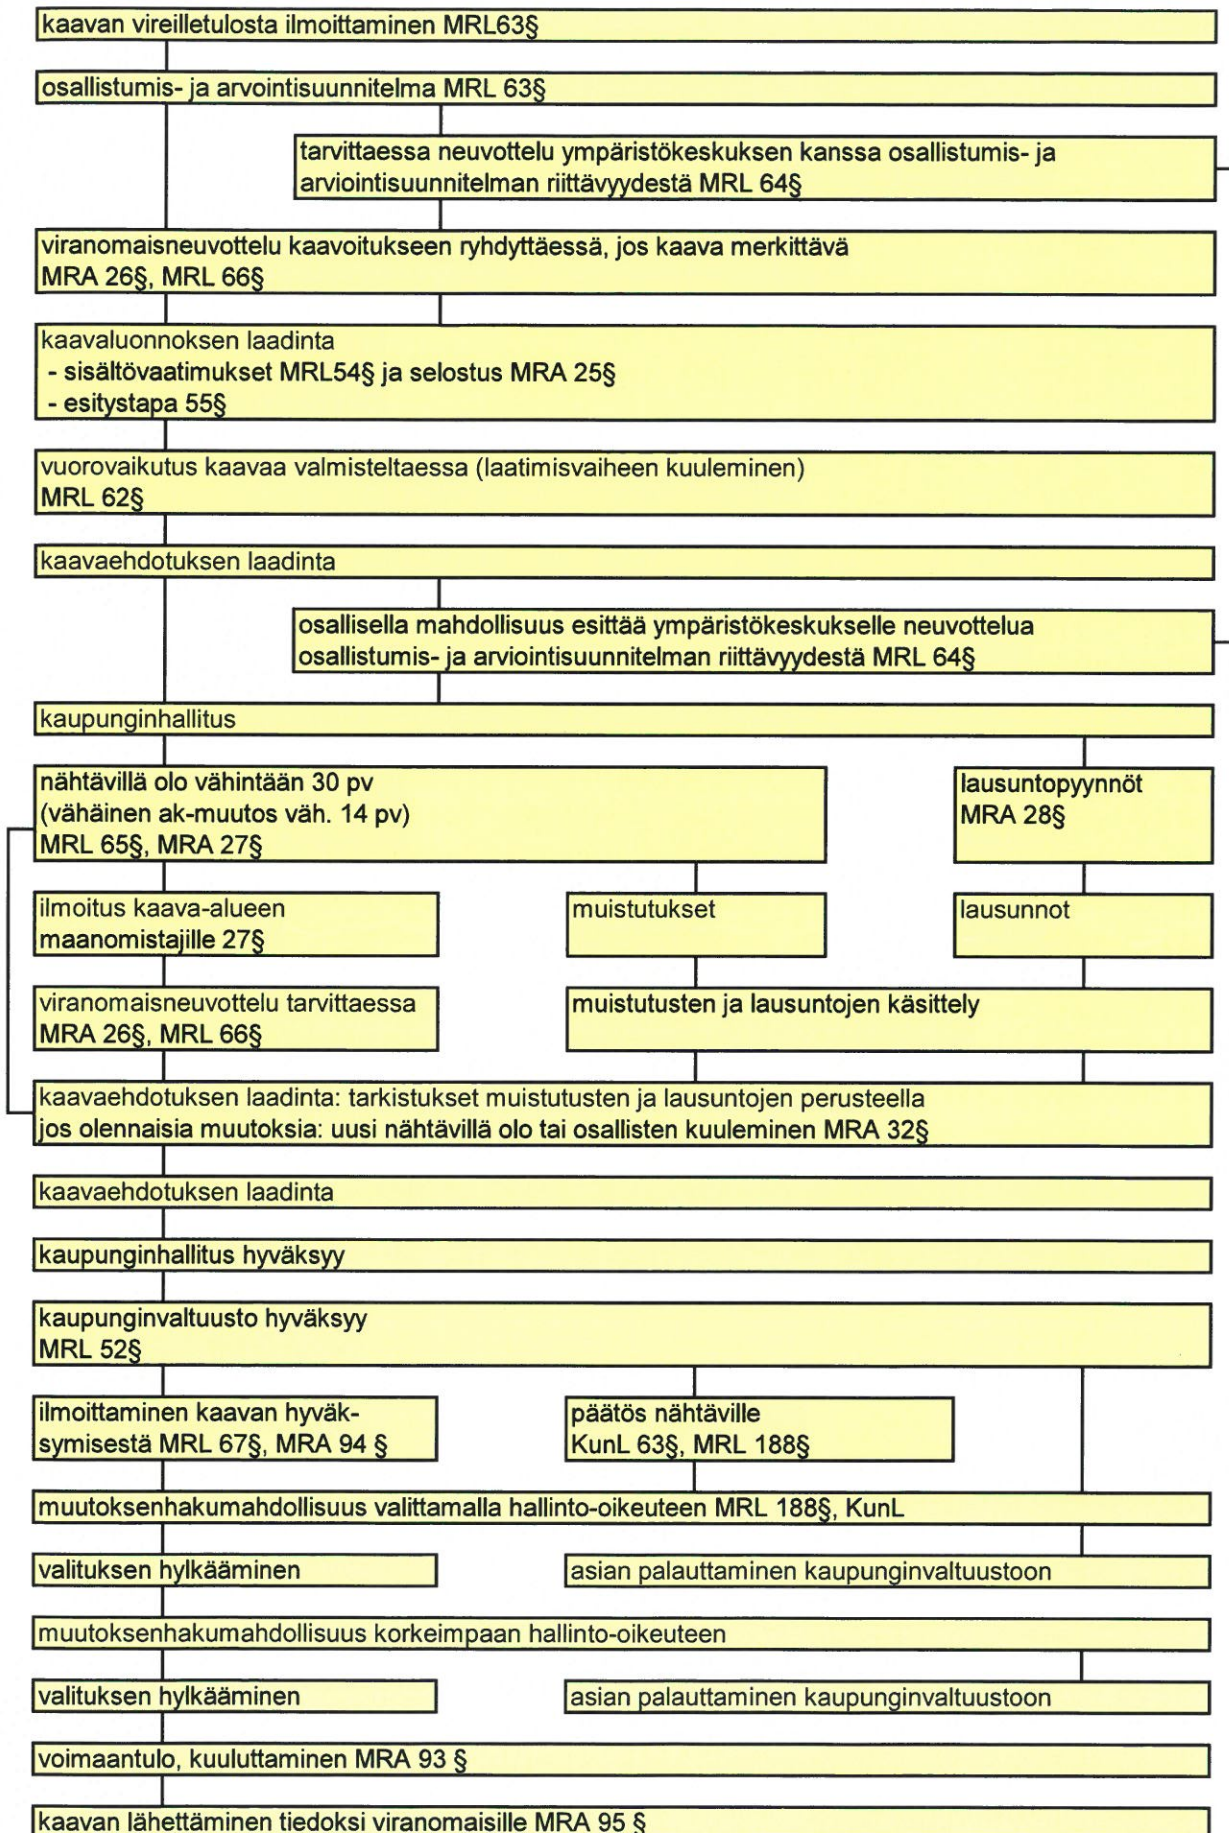 kaavan vireilletulosta ilmoittaminen MRL63§
osallistumis- ja arvointisuunnitelma MRL 63§
tarvittaessa neuvottelu ympäristökeskuksen kanssa osallistumis- ja
arviointisuunnitelman riittävyydestä MRL 64§
viranomaisneuvottelu kaavoitukseen ryhdyttäessä, jos kaava merkittävä
MRA 26§, MRL 66§
kaavaluonnoksen laadinta
- sisältövaatimukset MRL54§ ja selostus MRA 25§
- esitystapa 55§
vuorovaikutus kaavaa valmisteltaessa (laatimisvaiheen kuuleminen)
MRL 62§
kaavaehdotuksen laadinta
osallisella mahdollisuus esittää ympäristökeskukselle neuvottelua
osallistumis- ja arviointisuunnitelman riittävyydestä MRL 64§
kaupunginhallitus
nähtävillä olo vähintään 30 pv
(vähäinen ak-muutos väh. 14 pv)
MRL 65§, MRA 27§
lausuntopyynnöt
MRA 28§
ilmoitus kaava-alueen
maanomistajille 27§
muistutukset
lausunnot
viranomaisneuvottelu tarvittaessa
MRA 26§, MRL 66§
muistutusten ja lausuntojen käsittely
kaavaehdotuksen laadinta: tarkistukset muistutusten ja lausuntojen perusteella
jos olennaisia muutoksia: uusi nähtävillä olo tai osallisten kuuleminen MRA 32§
kaavaehdotuksen laadinta
kaupunginhallitus hyväksyy
kaupunginvaltuusto hyväksyy
MRL 52§
ilmoittaminen kaavan hyväk-
symisestä MRL 67§, MRA 94 §
päätös nähtäville
KunL 63§, MRL 188§
muutoksenhakumahdollisuus valittamalla hallinto-oikeuteen MRL 188§, KunL
valituksen hylkääminen
asian palauttaminen kaupunginvaltuustoon
muutoksenhakumahdollisuus korkeimpaan hallinto-oikeuteen
valituksen hylkääminen
asian palauttaminen kaupunginvaltuustoon
voimaantulo, kuuluttaminen MRA 93 §
kaavan lähettäminen tiedoksi viranomaisille MRA 95 §